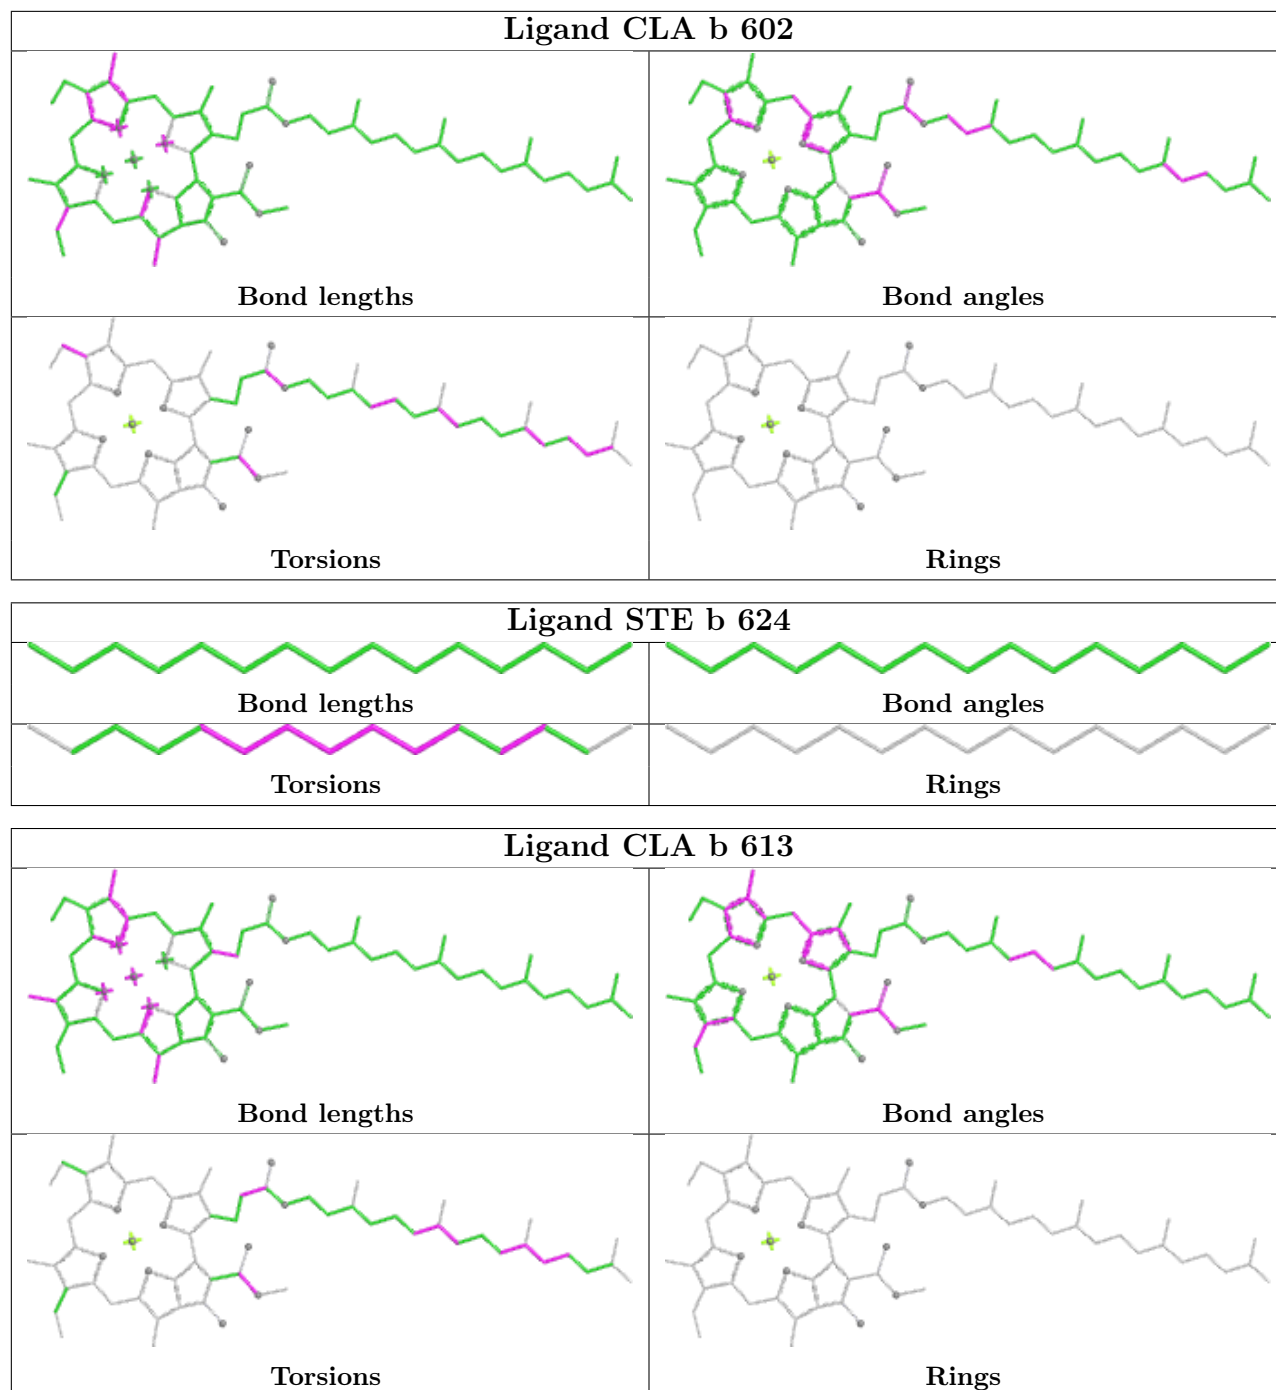 Ligand CLA b 602
Bond lengths
Bond angles
Torsions
Rings
Ligand STE b 624
Bond lengths
Bond angles
Torsions
Rings
Ligand CLA b 613
Bond lengths
Bond angles
Torsions
Rings